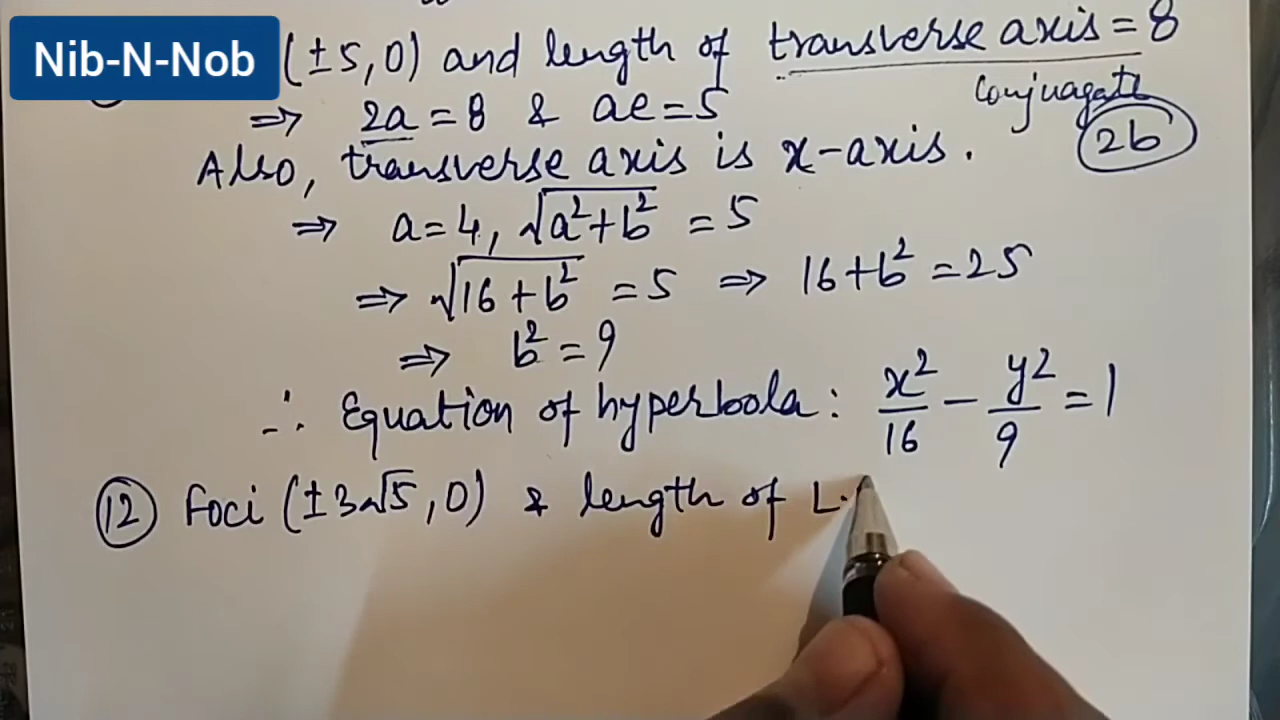 Nib-N-Nob
(±5,0) and length of transverse axis = 8
Conjuagate
⇒ 2a = 8 & ae = 5
2b
Also, transverse axis is x-axis.
⇒ a = 4, √(a²+b²) = 5
⇒ √(16+b²) = 5 ⇒ 16+b² = 25
⇒ b² = 9
∴ Equation of hyperbola: x²/16 − y²/9 = 1
(12) Foci (±3√5, 0) & length of L.